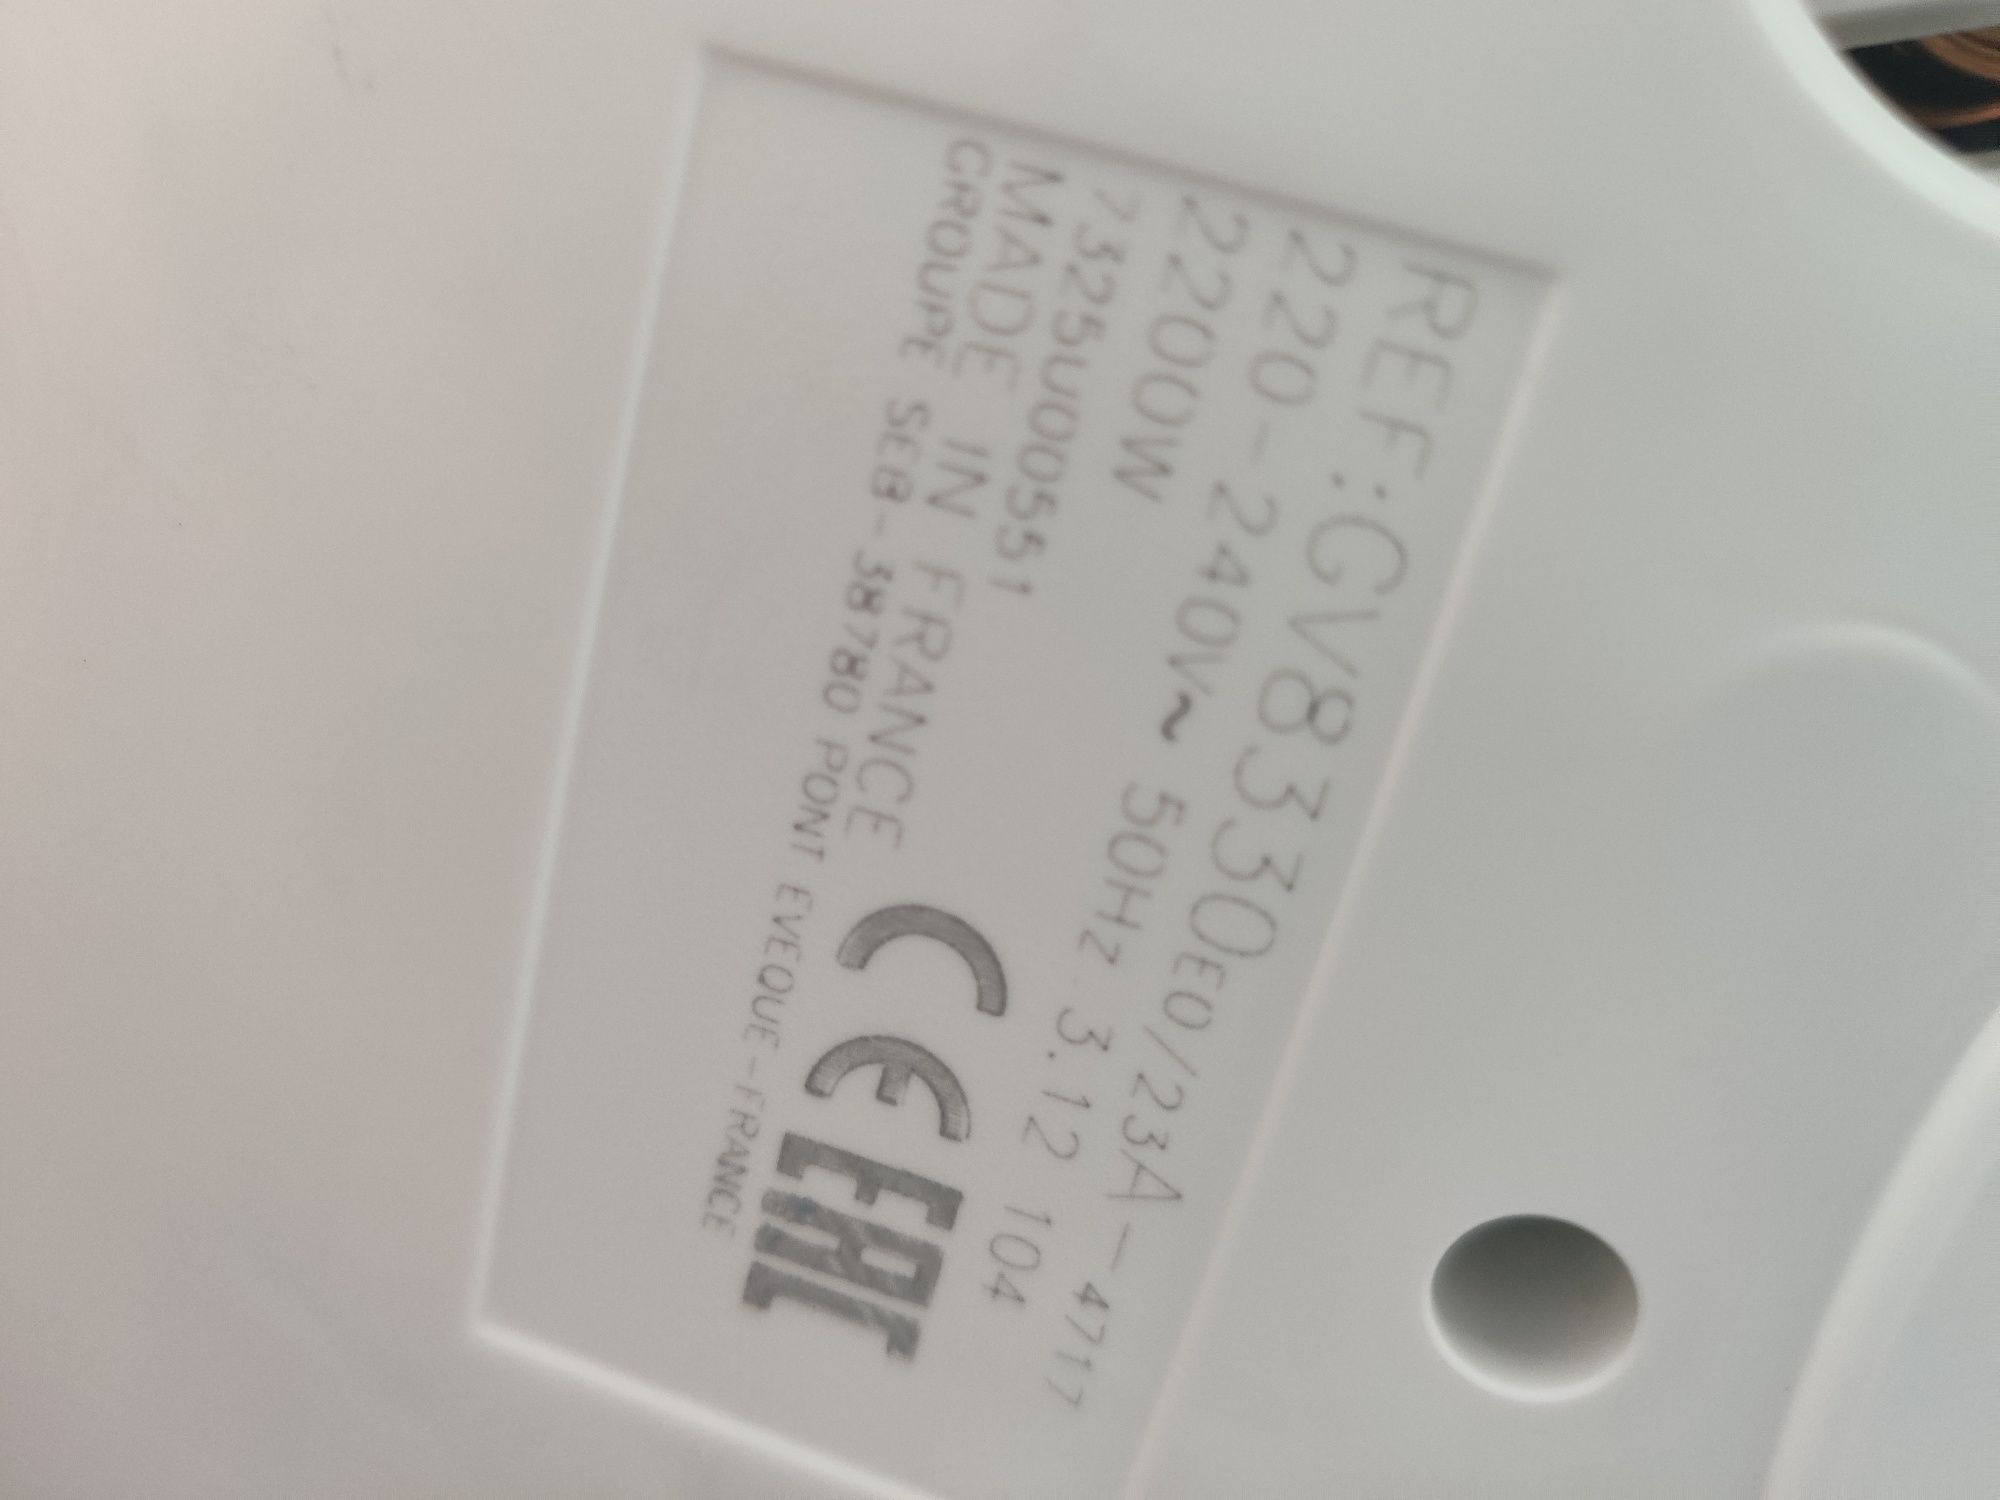 REF:GV8330E0/23A--4717
220-240V~ 50Hz 3.12 104
2200W
7325U00551
MADE IN FRANCE CE EAC
GROUPE SEB-38780 PONT EVEQUE-FRANCE